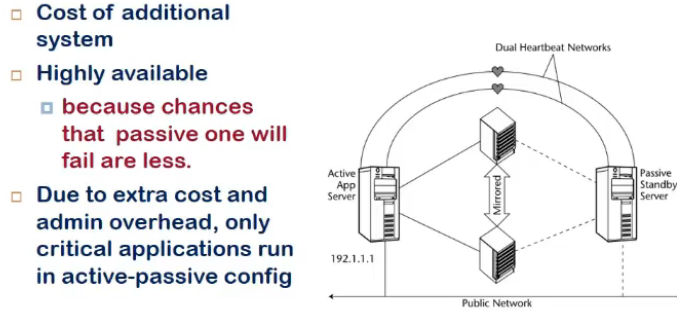 Cost of additional
system
Highly available
because chances
that passive one will
fail are less.
Due to extra cost and
admin overhead, only
critical applications run
in active-passive config
Dual Heartbeat Networks
Active
App
Server
Mirrored
Passive
Standby
Server
192.1.1.1
Public Network